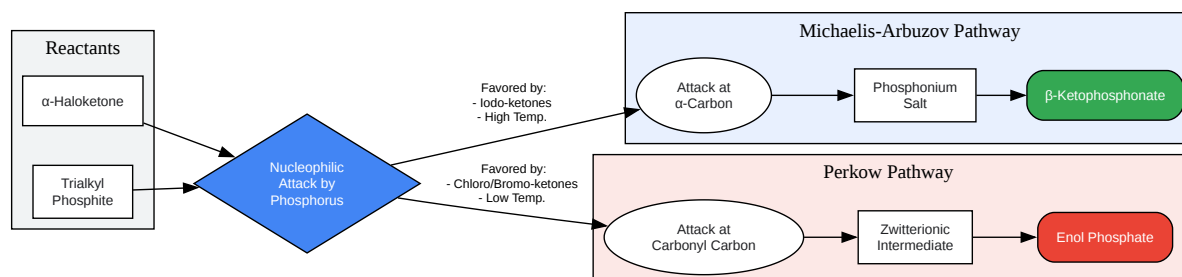 Reactants
α-Haloketone
Trialkyl
Phosphite
Nucleophilic
Attack by
Phosphorus
Favored by:
- Iodo-ketones
- High Temp.
Favored by:
- Chloro/Bromo-ketones
- Low Temp.
Michaelis-Arbuzov Pathway
Attack at
α-Carbon
Phosphonium
Salt
β-Ketophosphonate
Perkow Pathway
Attack at
Carbonyl Carbon
Zwitterionic
Intermediate
Enol Phosphate